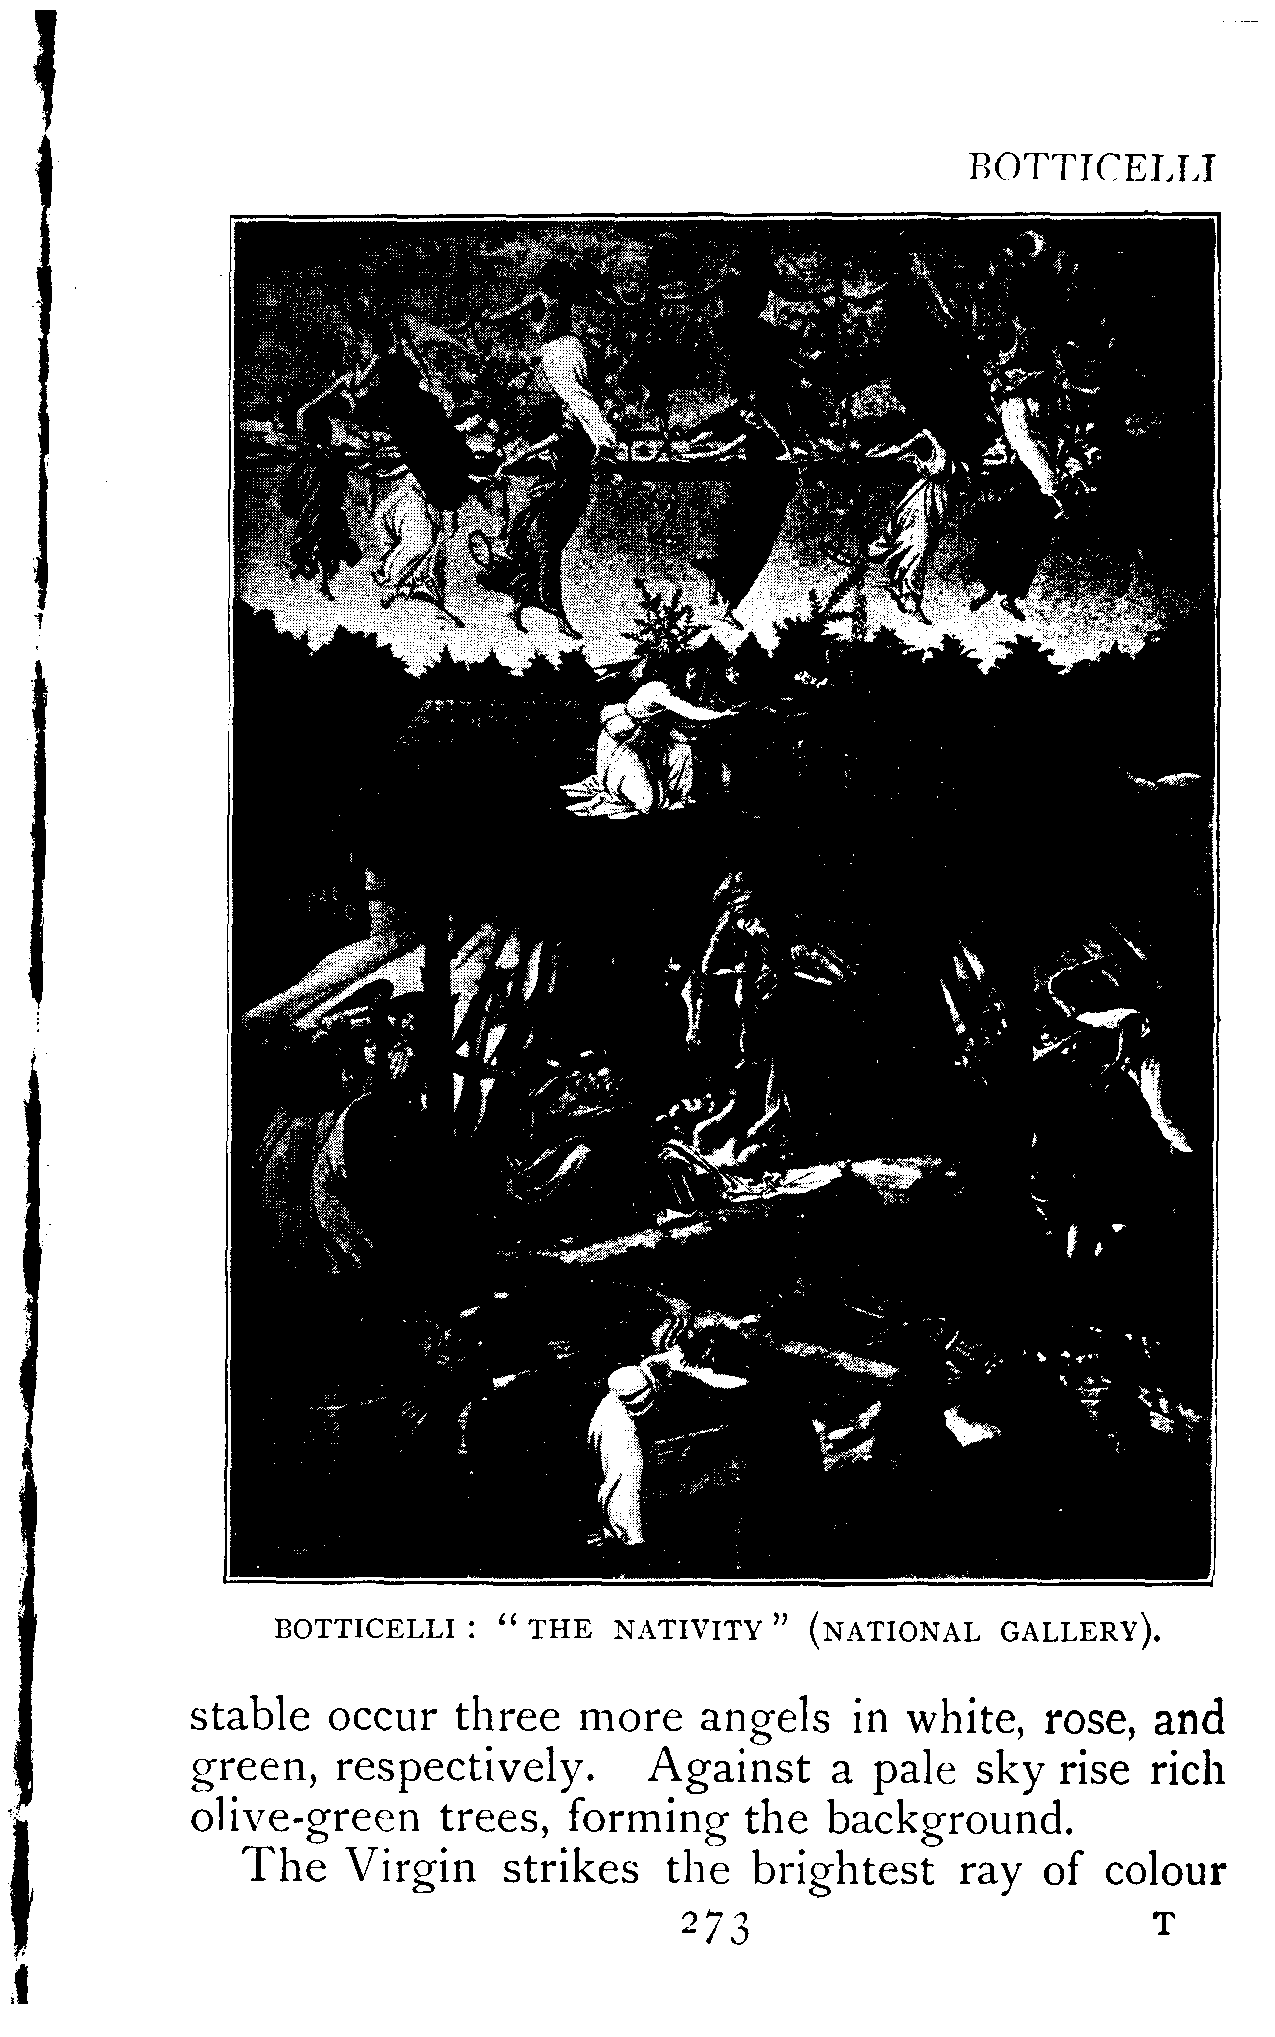 BOTTICELLI
BOTTICELLI: "THE NATIVITY" (NATIONAL GALLERY).
stable occur three more angels in white, rose, and
green, respectively. Against a pale sky rise rich
olive-green trees, forming the background.
The Virgin strikes the brightest ray of colour
273 T